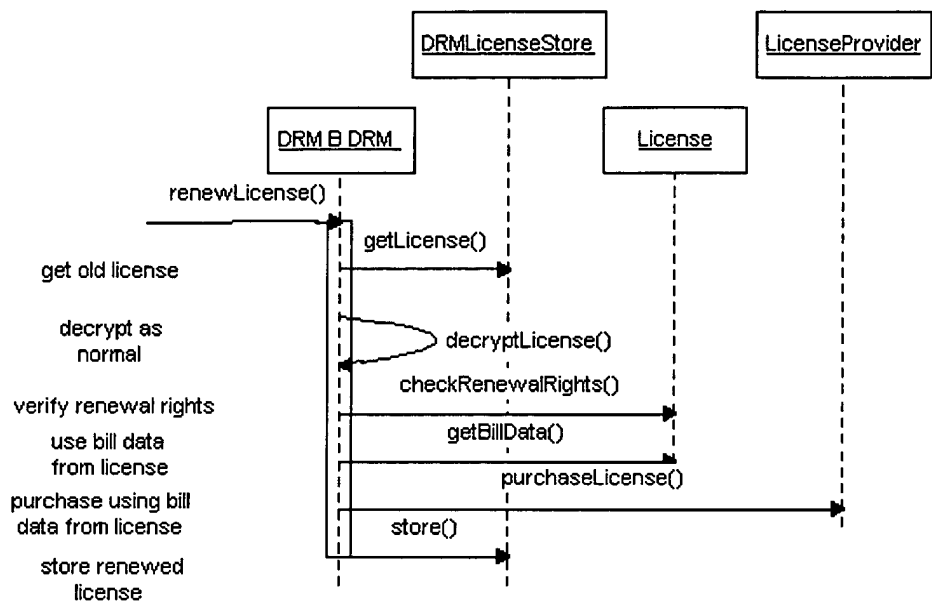 DRMLicenseStore
LicenseProvider
DRM B DRM
License
renewLicense()
getLicense()
get old license
decrypt as
normal
decryptLicense()
checkRenewalRights()
verify renewal rights
getBillData()
use bill data
from license
purchaseLicense()
purchase using bill
data from license
store()
store renewed
license